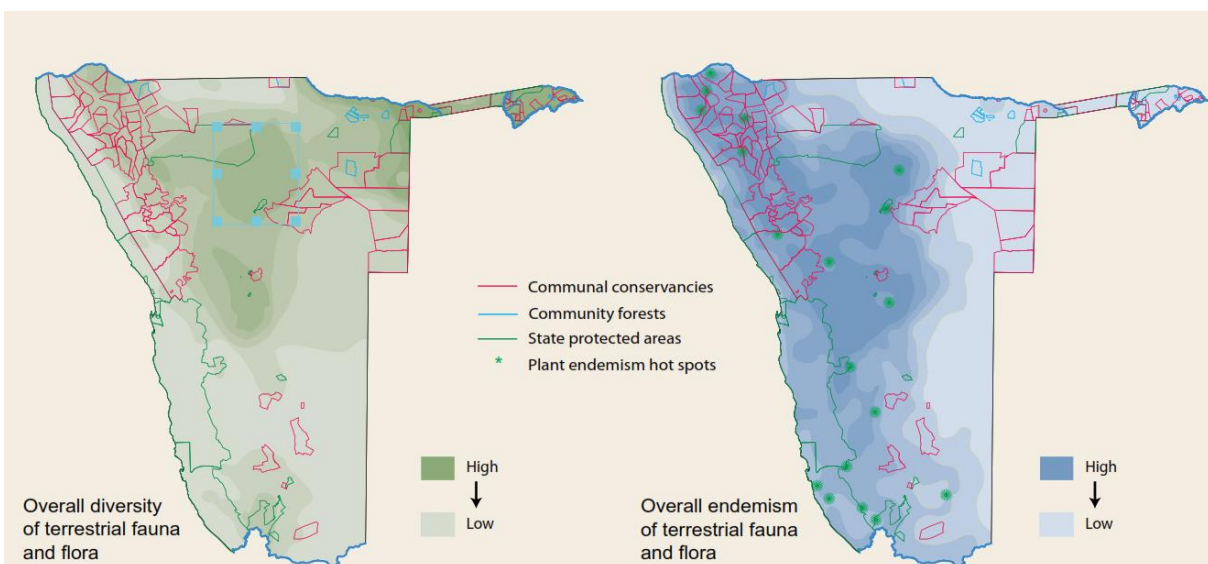 Communal conservancies
Community forests
State protected areas
* Plant endemism hot spots
High
Low
Overall diversity
of terrestrial fauna
and flora
High
Low
Overall endemism
of terrestrial fauna
and flora